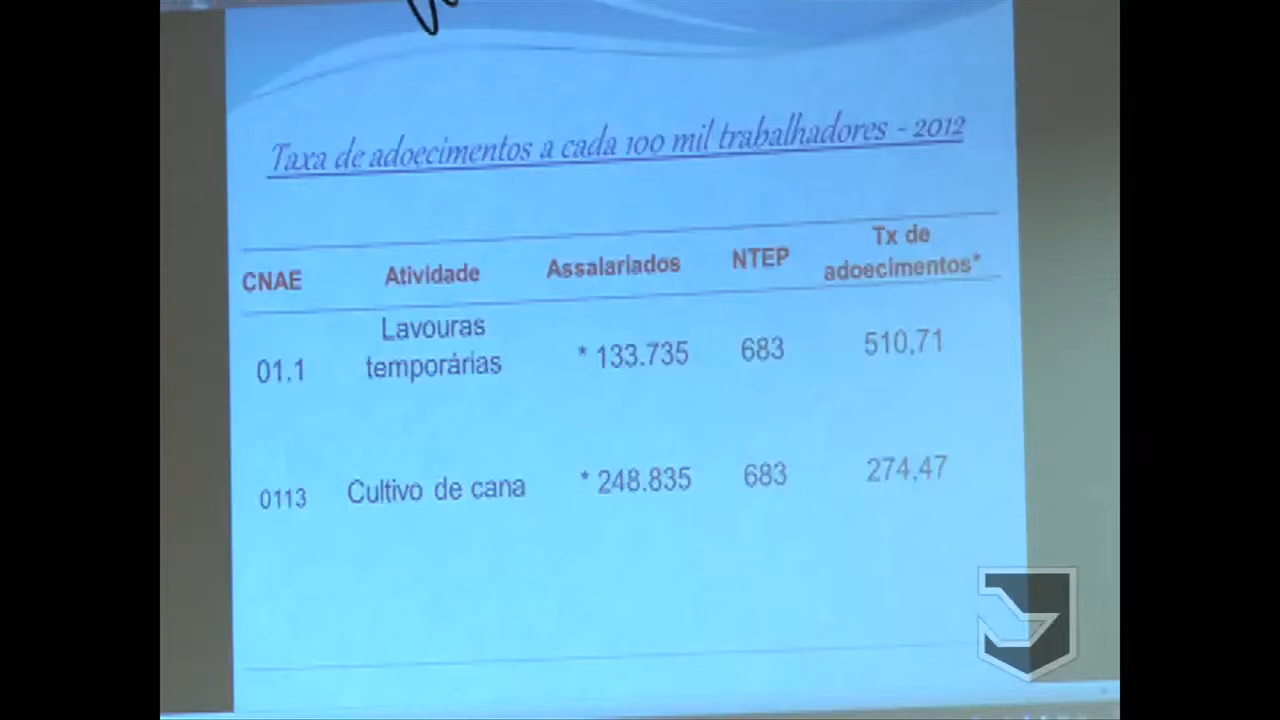 Taxa de adoecimentos a cada 100 mil trabalhadores - 2012
CNAE Atividade Assalariados NTEP Tx de adoecimentos*
01.1 Lavouras temporárias * 133.735 683 510,71
0113 Cultivo de cana * 248.835 683 274,47